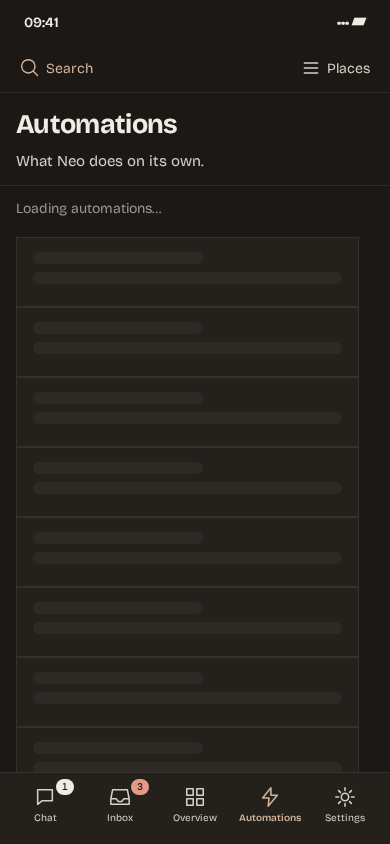 09:41
Search
Places
Automations
What Neo does on its own.
Loading automations...
1
3
Chat
Inbox
Overview
Automations
Settings